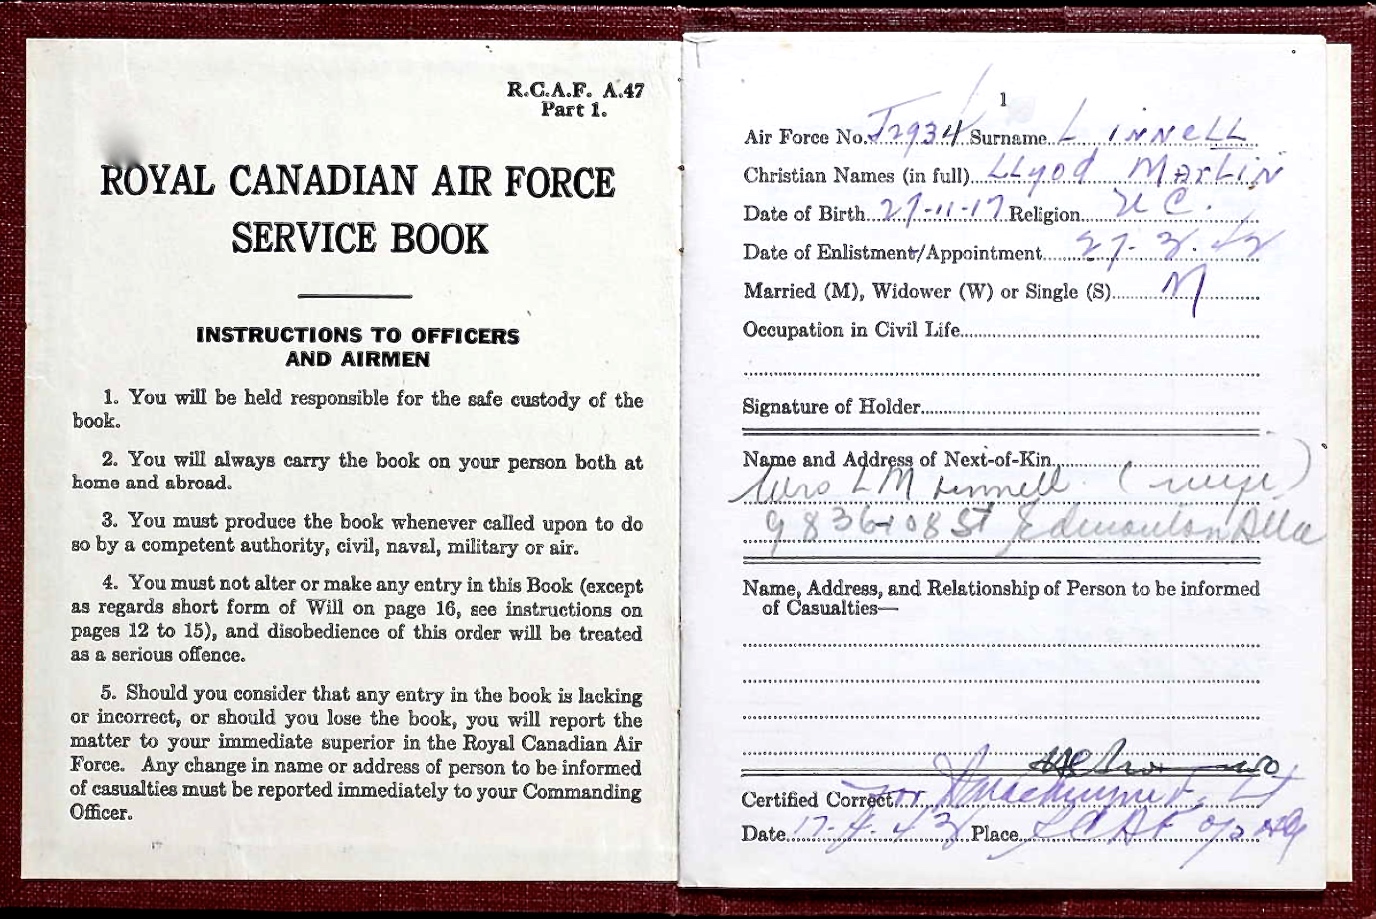 R.C.A.F. A.47
Part 1.
ROYAL CANADIAN AIR FORCE
SERVICE BOOK
INSTRUCTIONS TO OFFICERS
AND AIRMEN
1. You will be held responsible for the safe custody of the
book.
2. You will always carry the book on your person both at
home and abroad.
3. You must produce the book whenever called upon to do
so by a competent authority, civil, naval, military or air.
4. You must not alter or make any entry in this Book (except
as regards short form of Will on page 16, see instructions on
pages 12 to 15), and disobedience of this order will be treated
as a serious offence.
5. Should you consider that any entry in the book is lacking
or incorrect, or should you lose the book, you will report the
matter to your immediate superior in the Royal Canadian Air
Force. Any change in name or address of person to be informed
of casualties must be reported immediately to your Commanding
Officer.
1
Air Force No. J2934 Surname LINNELL
Christian Names (in full) LLyod Marlin
Date of Birth 27-11-17 Religion U C.
Date of Enlistment/Appointment 27-3-42
Married (M), Widower (W) or Single (S) M
Occupation in Civil Life
Signature of Holder
Name and Address of Next-of-Kin
Mrs L M Linnell (wife)
9836-108 St Edmonton Alta
Name, Address, and Relationship of Person to be informed
of Casualties—
Certified Correct for F/Lt
Date 17-4-43 Place RCAF o/s HQ